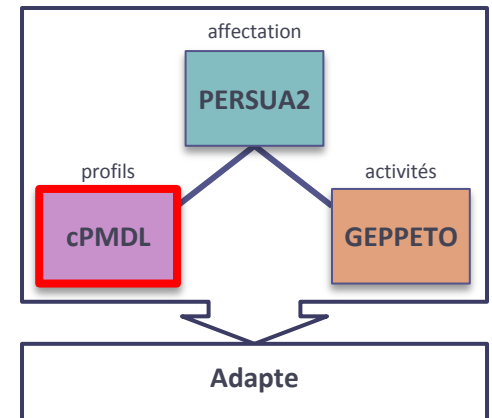 affectation
PERSUA2
profils
activités
cPMDL
GEPPETO
Adapte